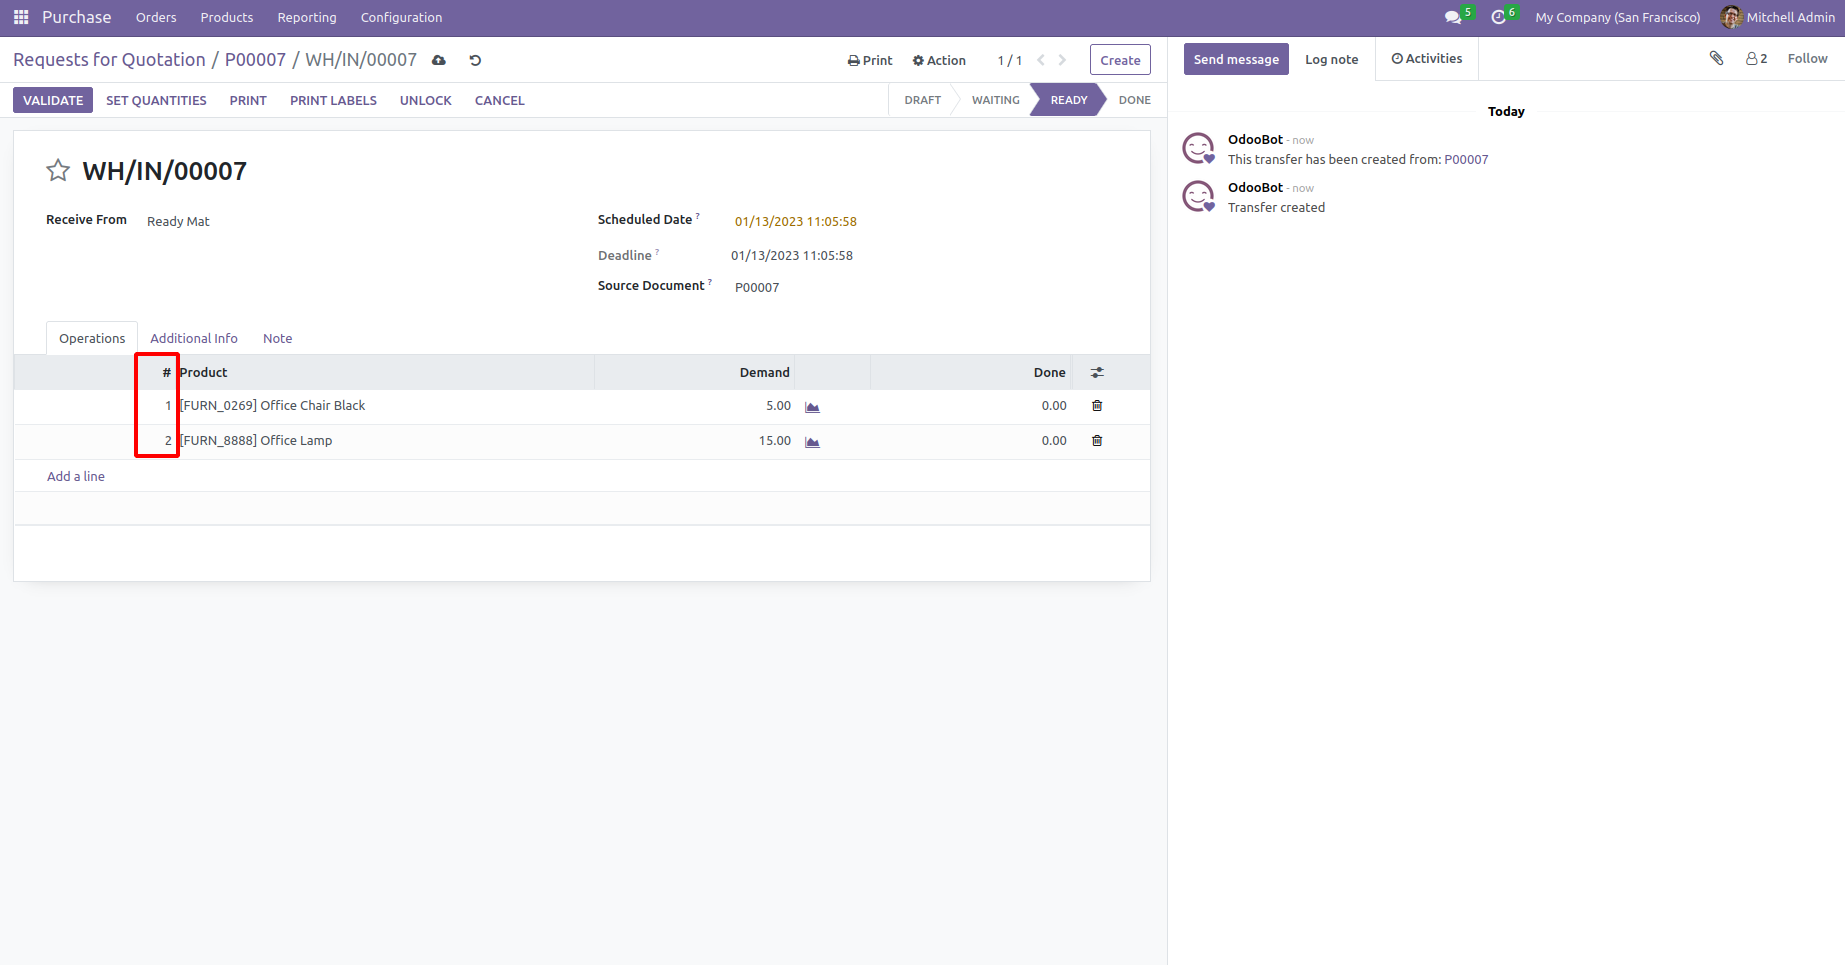 Purchase Orders Products Reporting Configuration 5 6 My Company (San Francisco) Mitchell Admin
Requests for Quotation / P00007 / WH/IN/00007 Print Action 1 / 1 Create
VALIDATE SET QUANTITIES PRINT PRINT LABELS UNLOCK CANCEL DRAFT WAITING READY DONE
WH/IN/00007
Receive From Ready Mat
Scheduled Date ? 01/13/2023 11:05:58
Deadline ? 01/13/2023 11:05:58
Source Document ? P00007
Operations Additional Info Note
# Product Demand Done
1 [FURN_0269] Office Chair Black 5.00 0.00
2 [FURN_8888] Office Lamp 15.00 0.00
Add a line
Send message Log note Activities 2 Follow
Today
OdooBot - now
This transfer has been created from: P00007
OdooBot - now
Transfer created